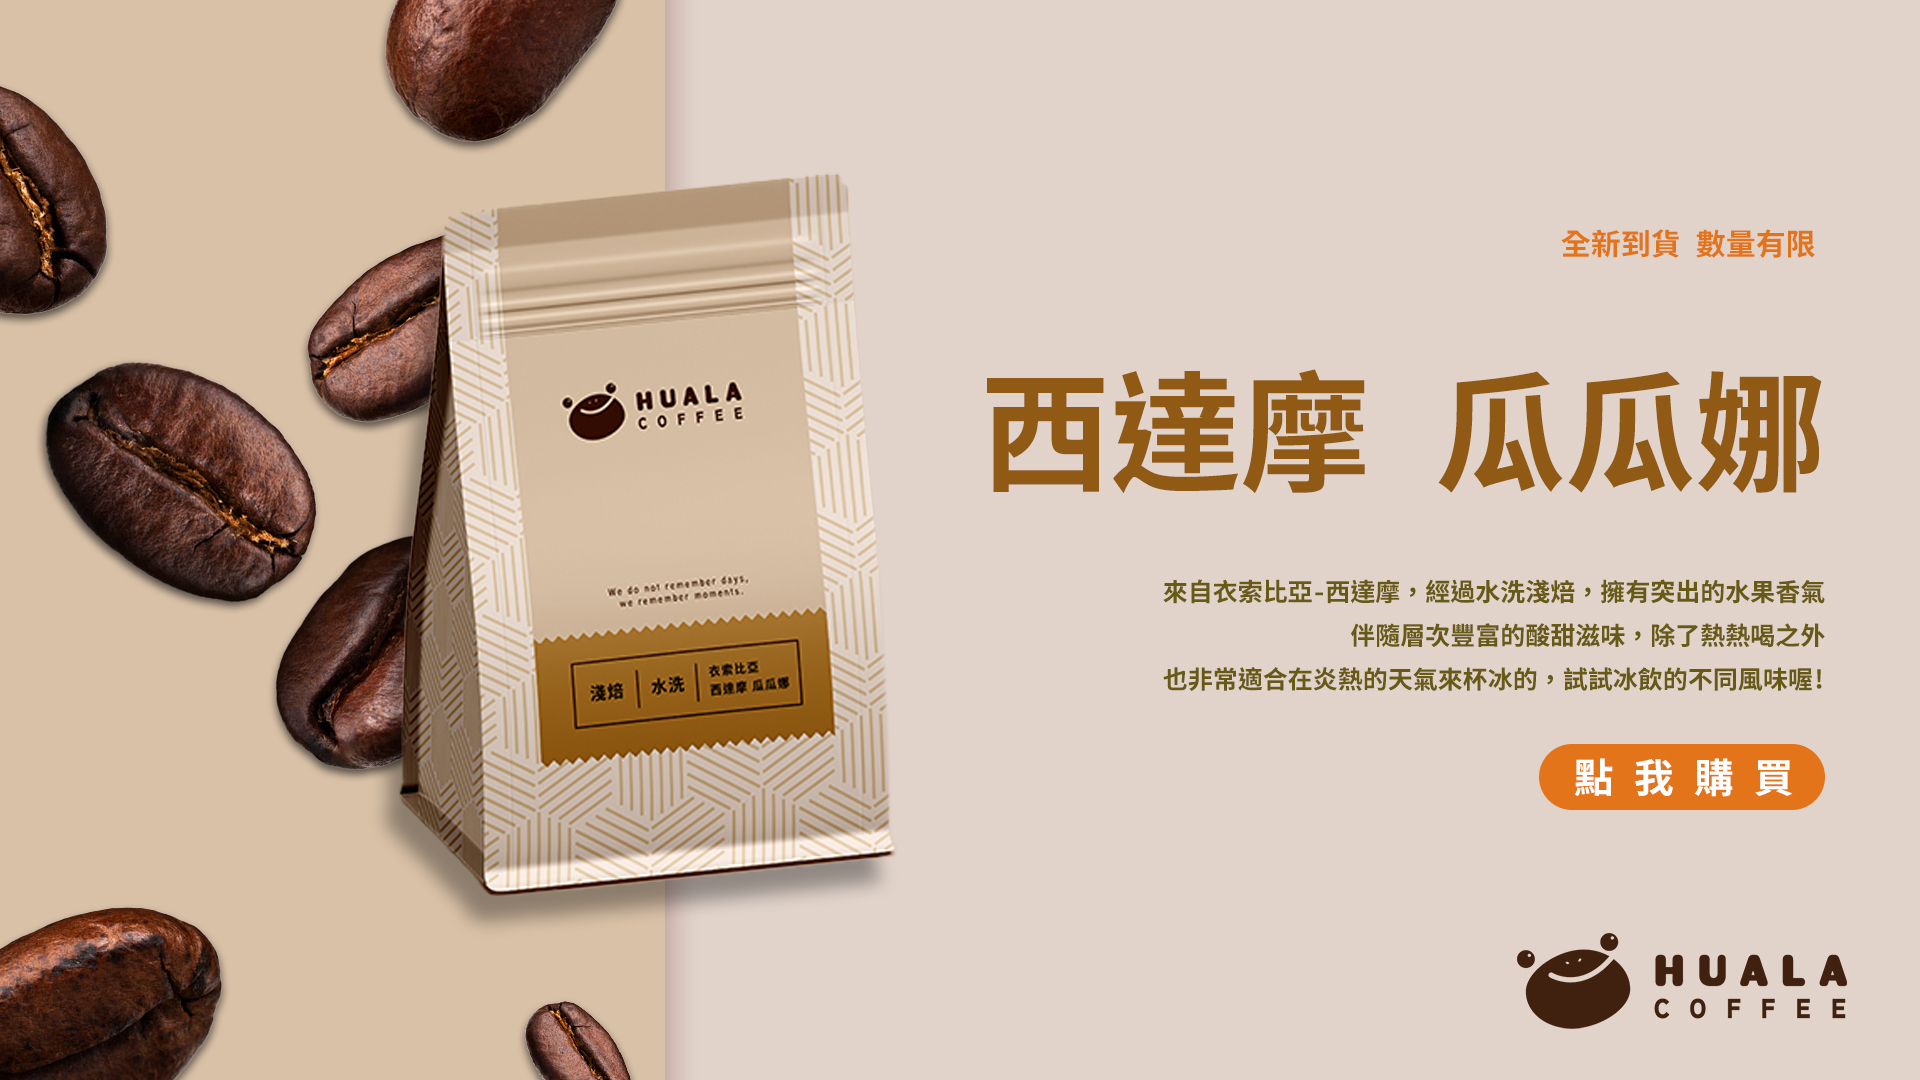 全新到貨 數量有限
西達摩 瓜瓜娜
來自衣索比亞-西達摩，經過水洗淺焙，擁有突出的水果香氣
伴隨層次豐富的酸甜滋味，除了熱熱喝之外
也非常適合在炎熱的天氣來杯冰的，試試冰飲的不同風味喔!
點我購買
HUALA
COFFEE
HUALA
COFFEE
We do not remember days,
we remember moments.
淺焙
水洗
衣索比亞
西達摩 瓜瓜娜